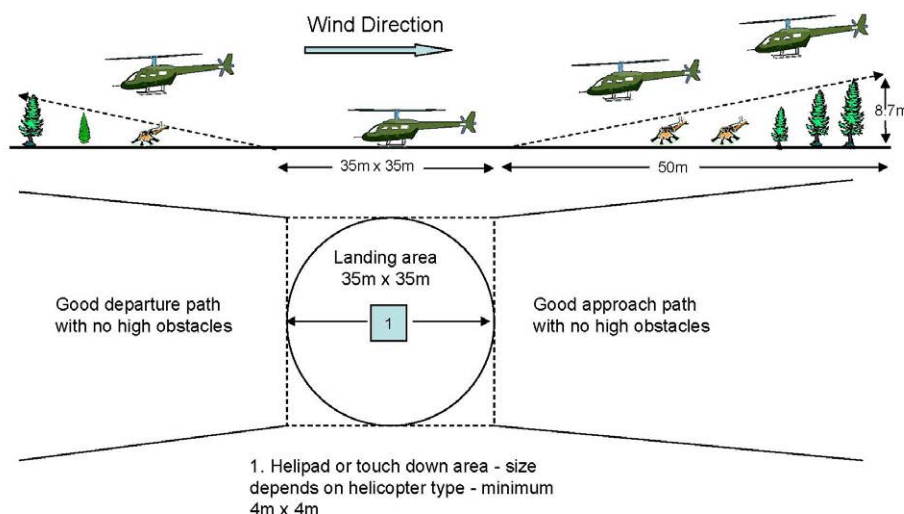 Wind Direction
8.7m
35m x 35m
50m
Landing area
35m x 35m
Good departure path
with no high obstacles
1
Good approach path
with no high obstacles
1. Helipad or touch down area - size
depends on helicopter type - minimum
4m x 4m